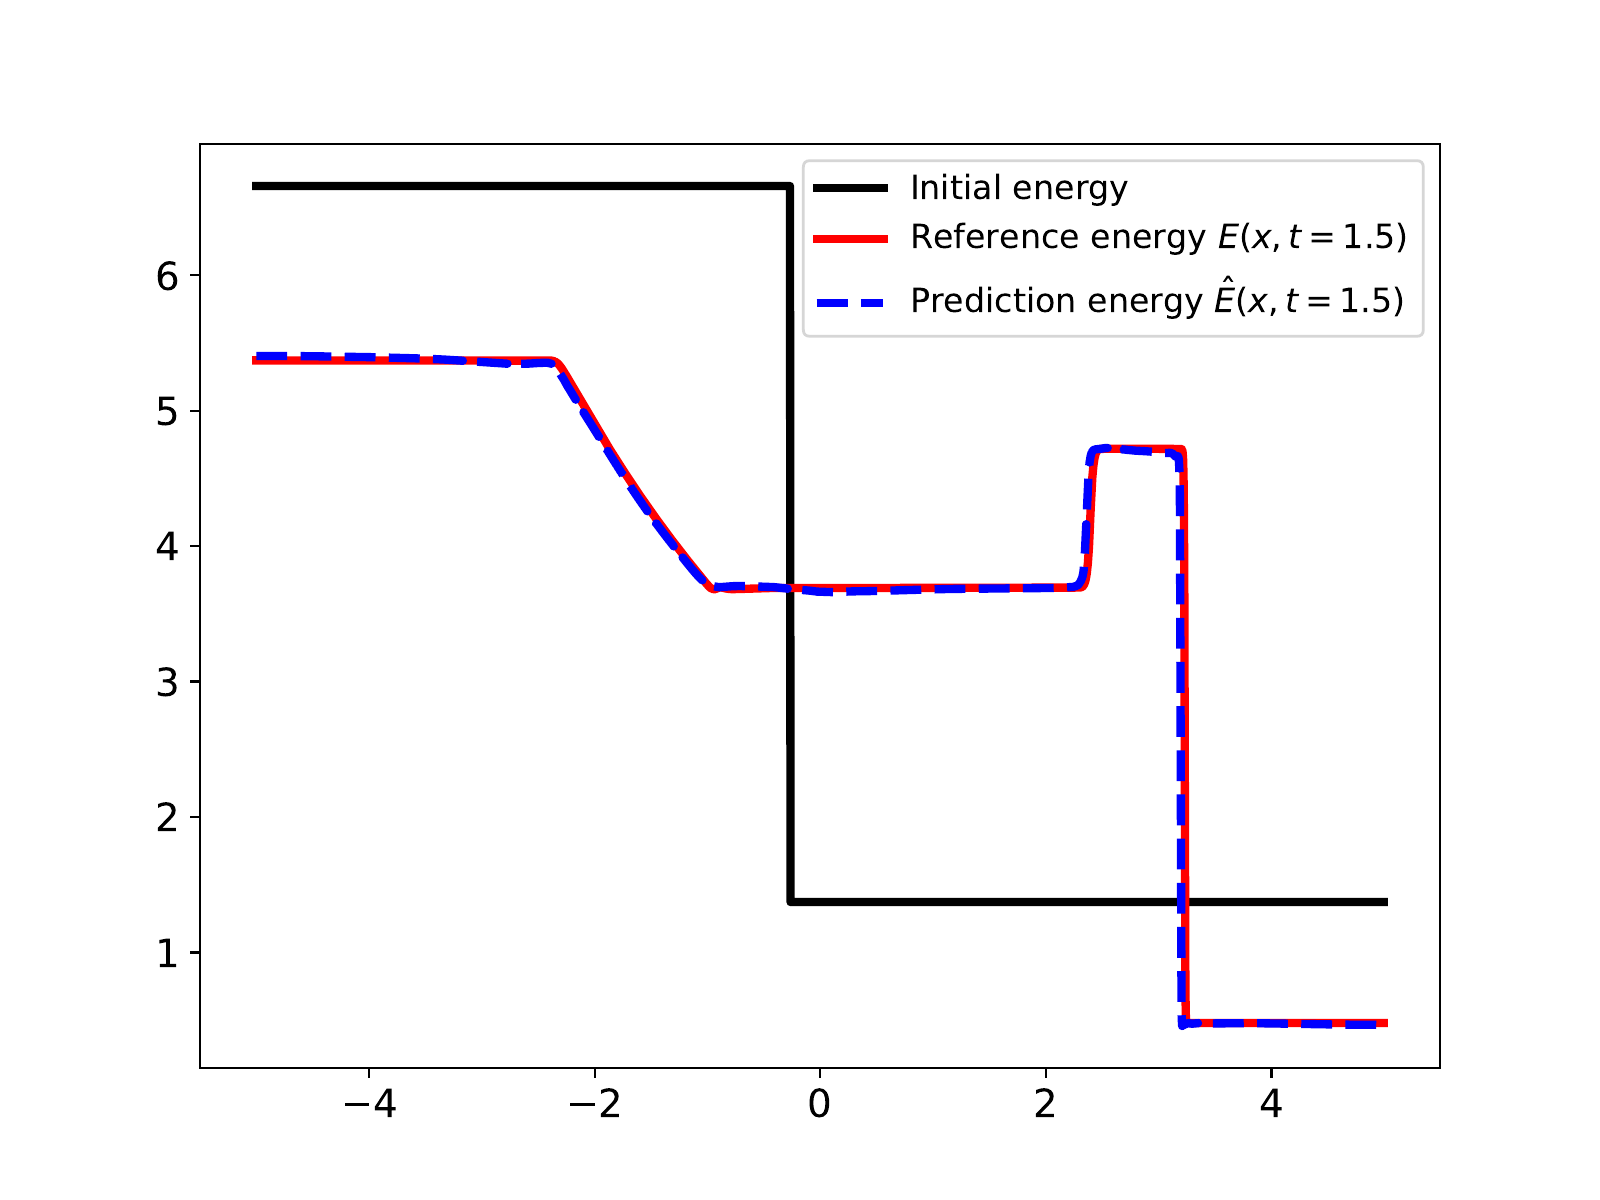 Initial energy
Reference energy E(x, t = 1.5)
Prediction energy Ê(x, t = 1.5)
6
5
4
3
2
1
−4 −2 0 2 4